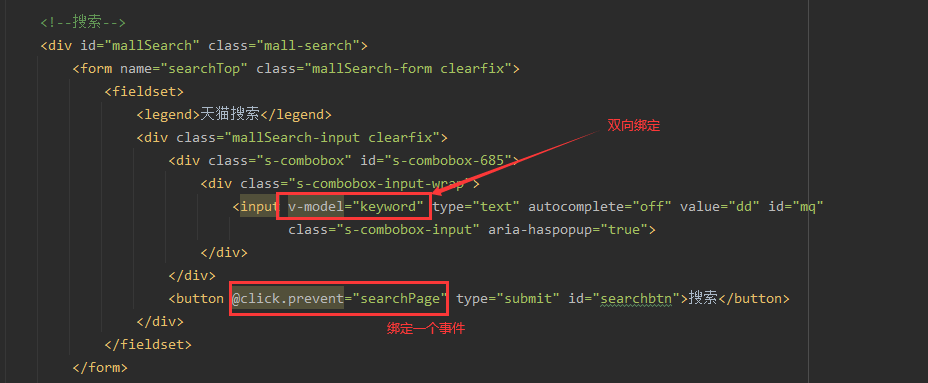 <!--搜索-->
<div id="mallSearch" class="mall-search">
<form name="searchTop" class="mallSearch-form clearfix">
<fieldset>
<legend>天猫搜索</legend>
<div class="mallSearch-input clearfix">
双向绑定
<div class="s-combobox" id="s-combobox-685">
<div class="s-combobox-input-wrap">
<input v-model="keyword" type="text" autocomplete="off" value="dd" id="mq"
class="s-combobox-input" aria-haspopup="true">
</div>
</div>
<button @click.prevent="searchPage" type="submit" id="searchbtn">搜索</button>
</div>
绑定一个事件
</fieldset>
</form>